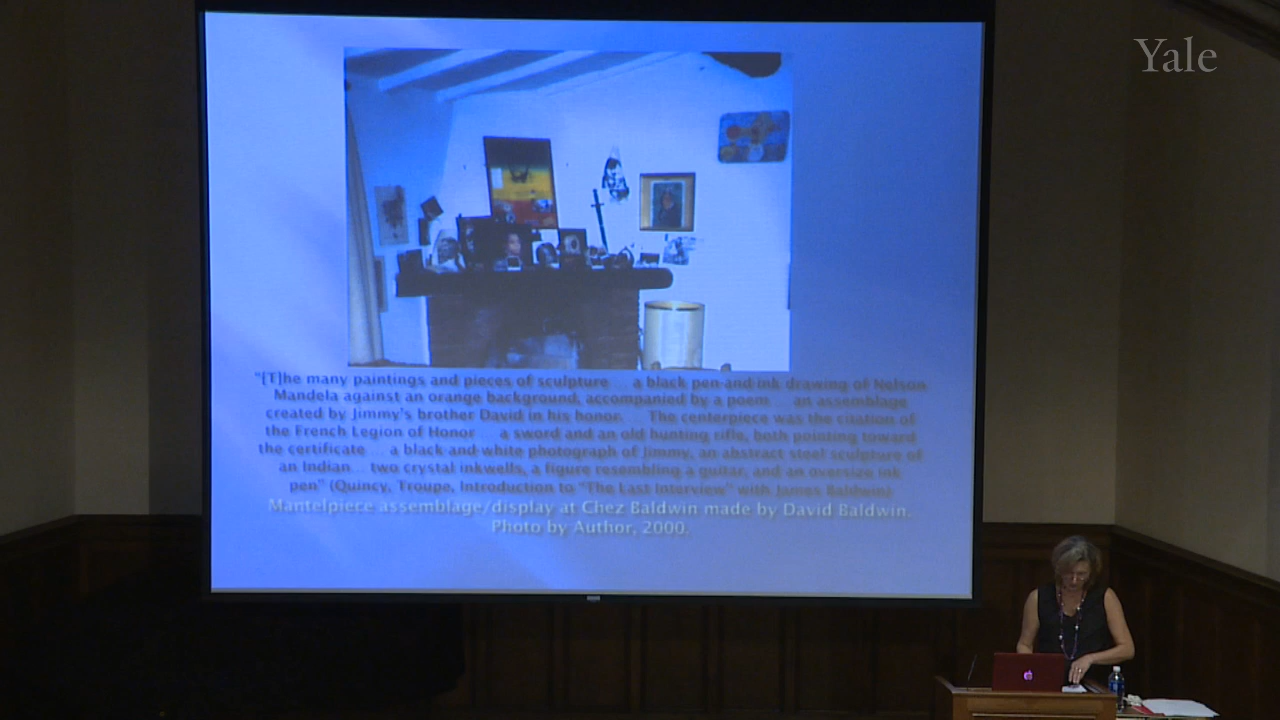 Yale
"[T]he many paintings and pieces of sculpture ... a black pen-and-ink drawing of Nelson
Mandela against an orange background, accompanied by a poem ... an assemblage
created by Jimmy's brother David in his honor. ... The centerpiece was the citation of
the French Legion of Honor ... a sword and an old hunting rifle, both pointing toward
the certificate ... a black and white photograph of Jimmy, an abstract steel sculpture of
an Indian... two crystal inkwells, a figure resembling a guitar, and an oversize ink
pen" (Quincy, Troupe, Introduction to "The Last Interview" with James Baldwin)
Mantelpiece assemblage/display at Chez Baldwin made by David Baldwin.
Photo by Author, 2000.